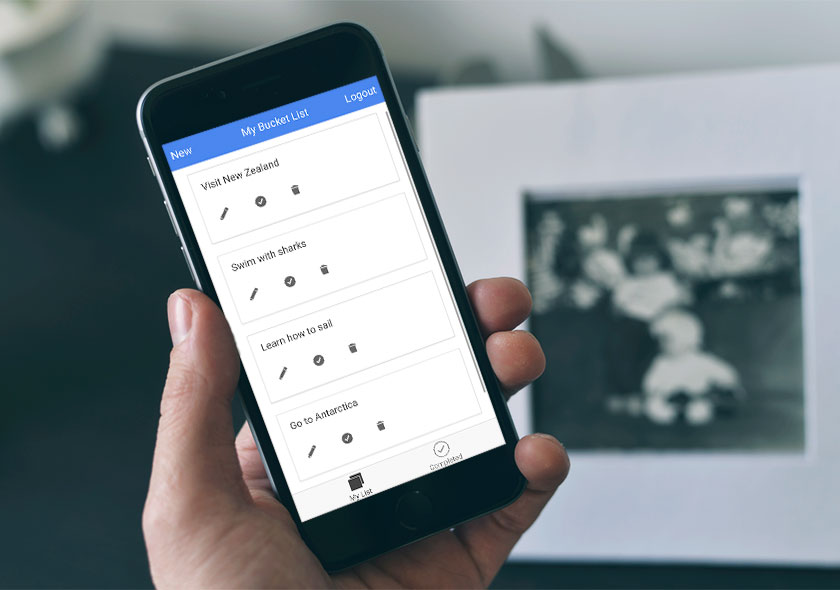 New My Bucket List Logout
Visit New Zealand
Swim with sharks
Learn how to sail
Go to Antarctica
My List Completed